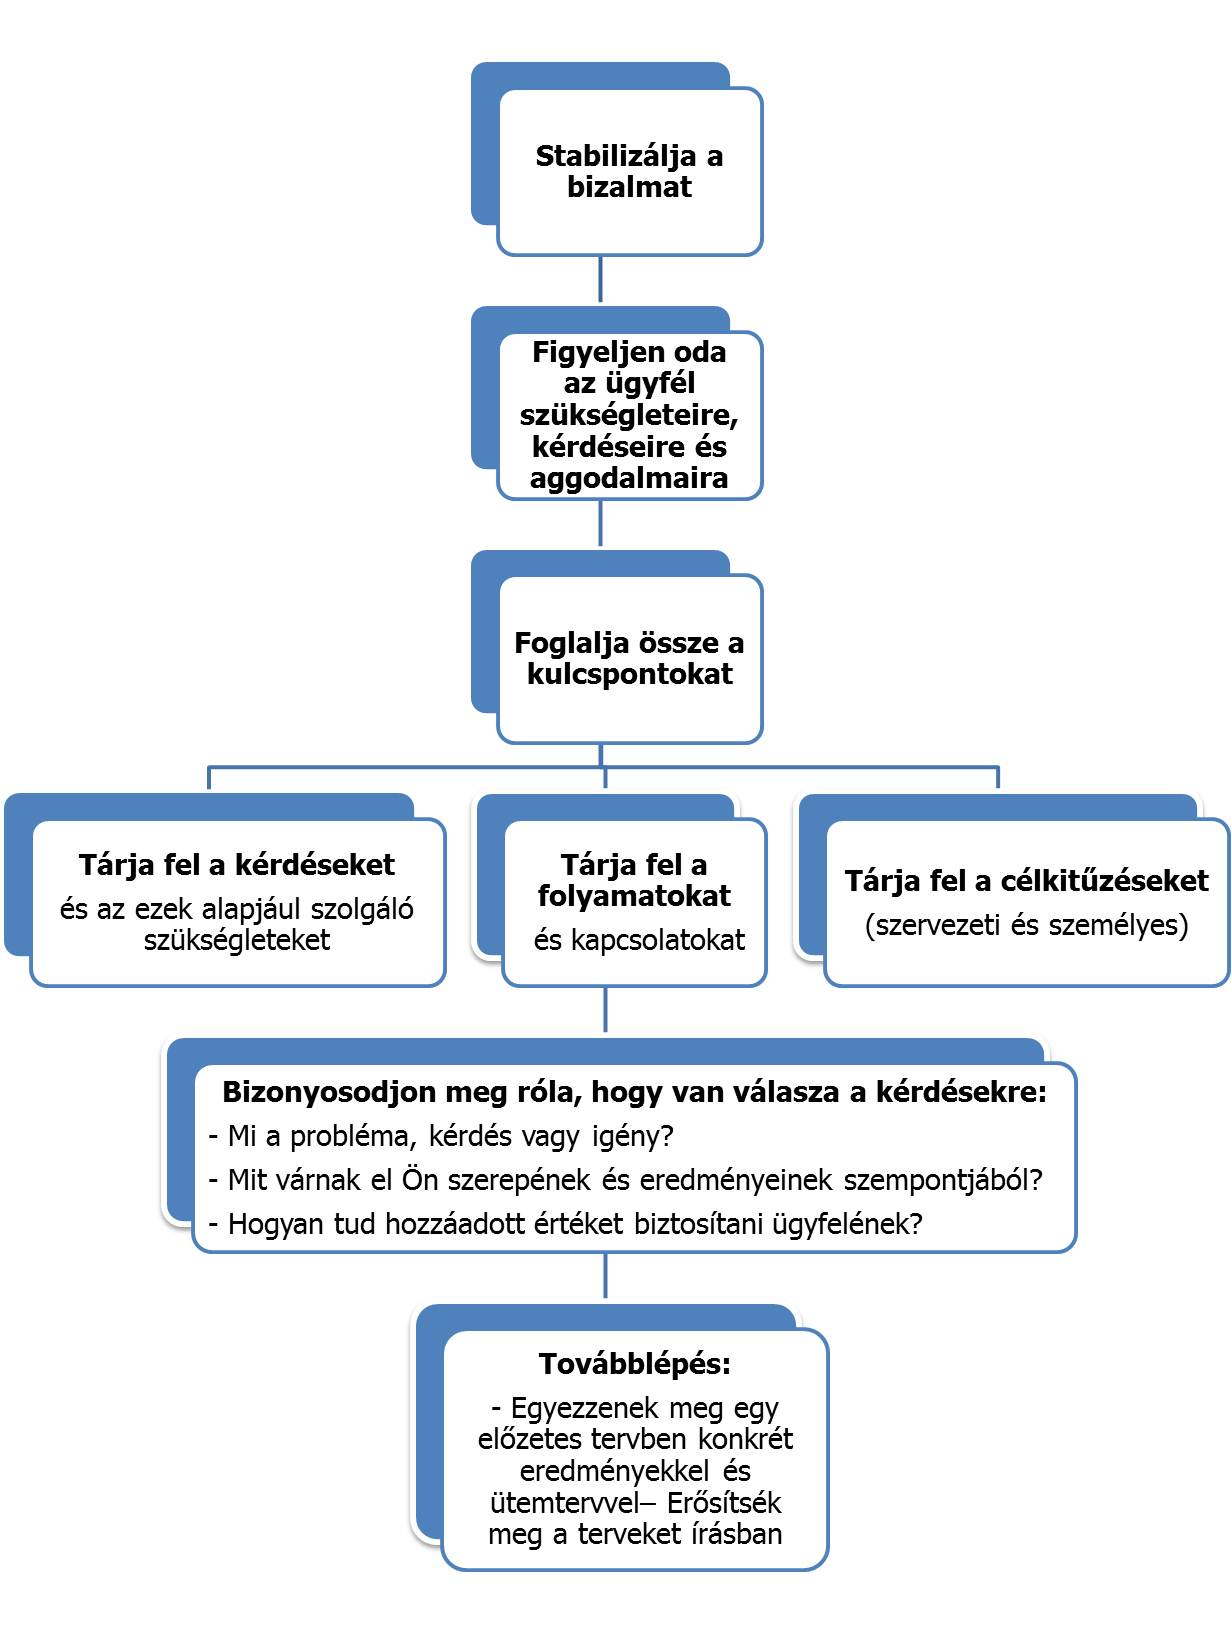 Stabilizálja a
bizalmat
Figyeljen oda
az ügyfél
szükségleteire,
kérdéseire és
aggodalmaira
Foglalja össze a
kulcspontokat
Tárja fel a kérdéseket
és az ezek alapjául szolgáló
szükségleteket
Tárja fel a
folyamatokat
és kapcsolatokat
Tárja fel a célkitűzéseket
(szervezeti és személyes)
Bizonyosodjon meg róla, hogy van válasza a kérdésekre:
- Mi a probléma, kérdés vagy igény?
- Mit várnak el Ön szerepének és eredményeinek szempontjából?
- Hogyan tud hozzáadott értéket biztosítani ügyfelének?
Továbblépés:
- Egyezzenek meg egy
előzetes tervben konkrét
eredményekkel és
ütemtervvel– Erősítsék
meg a terveket írásban